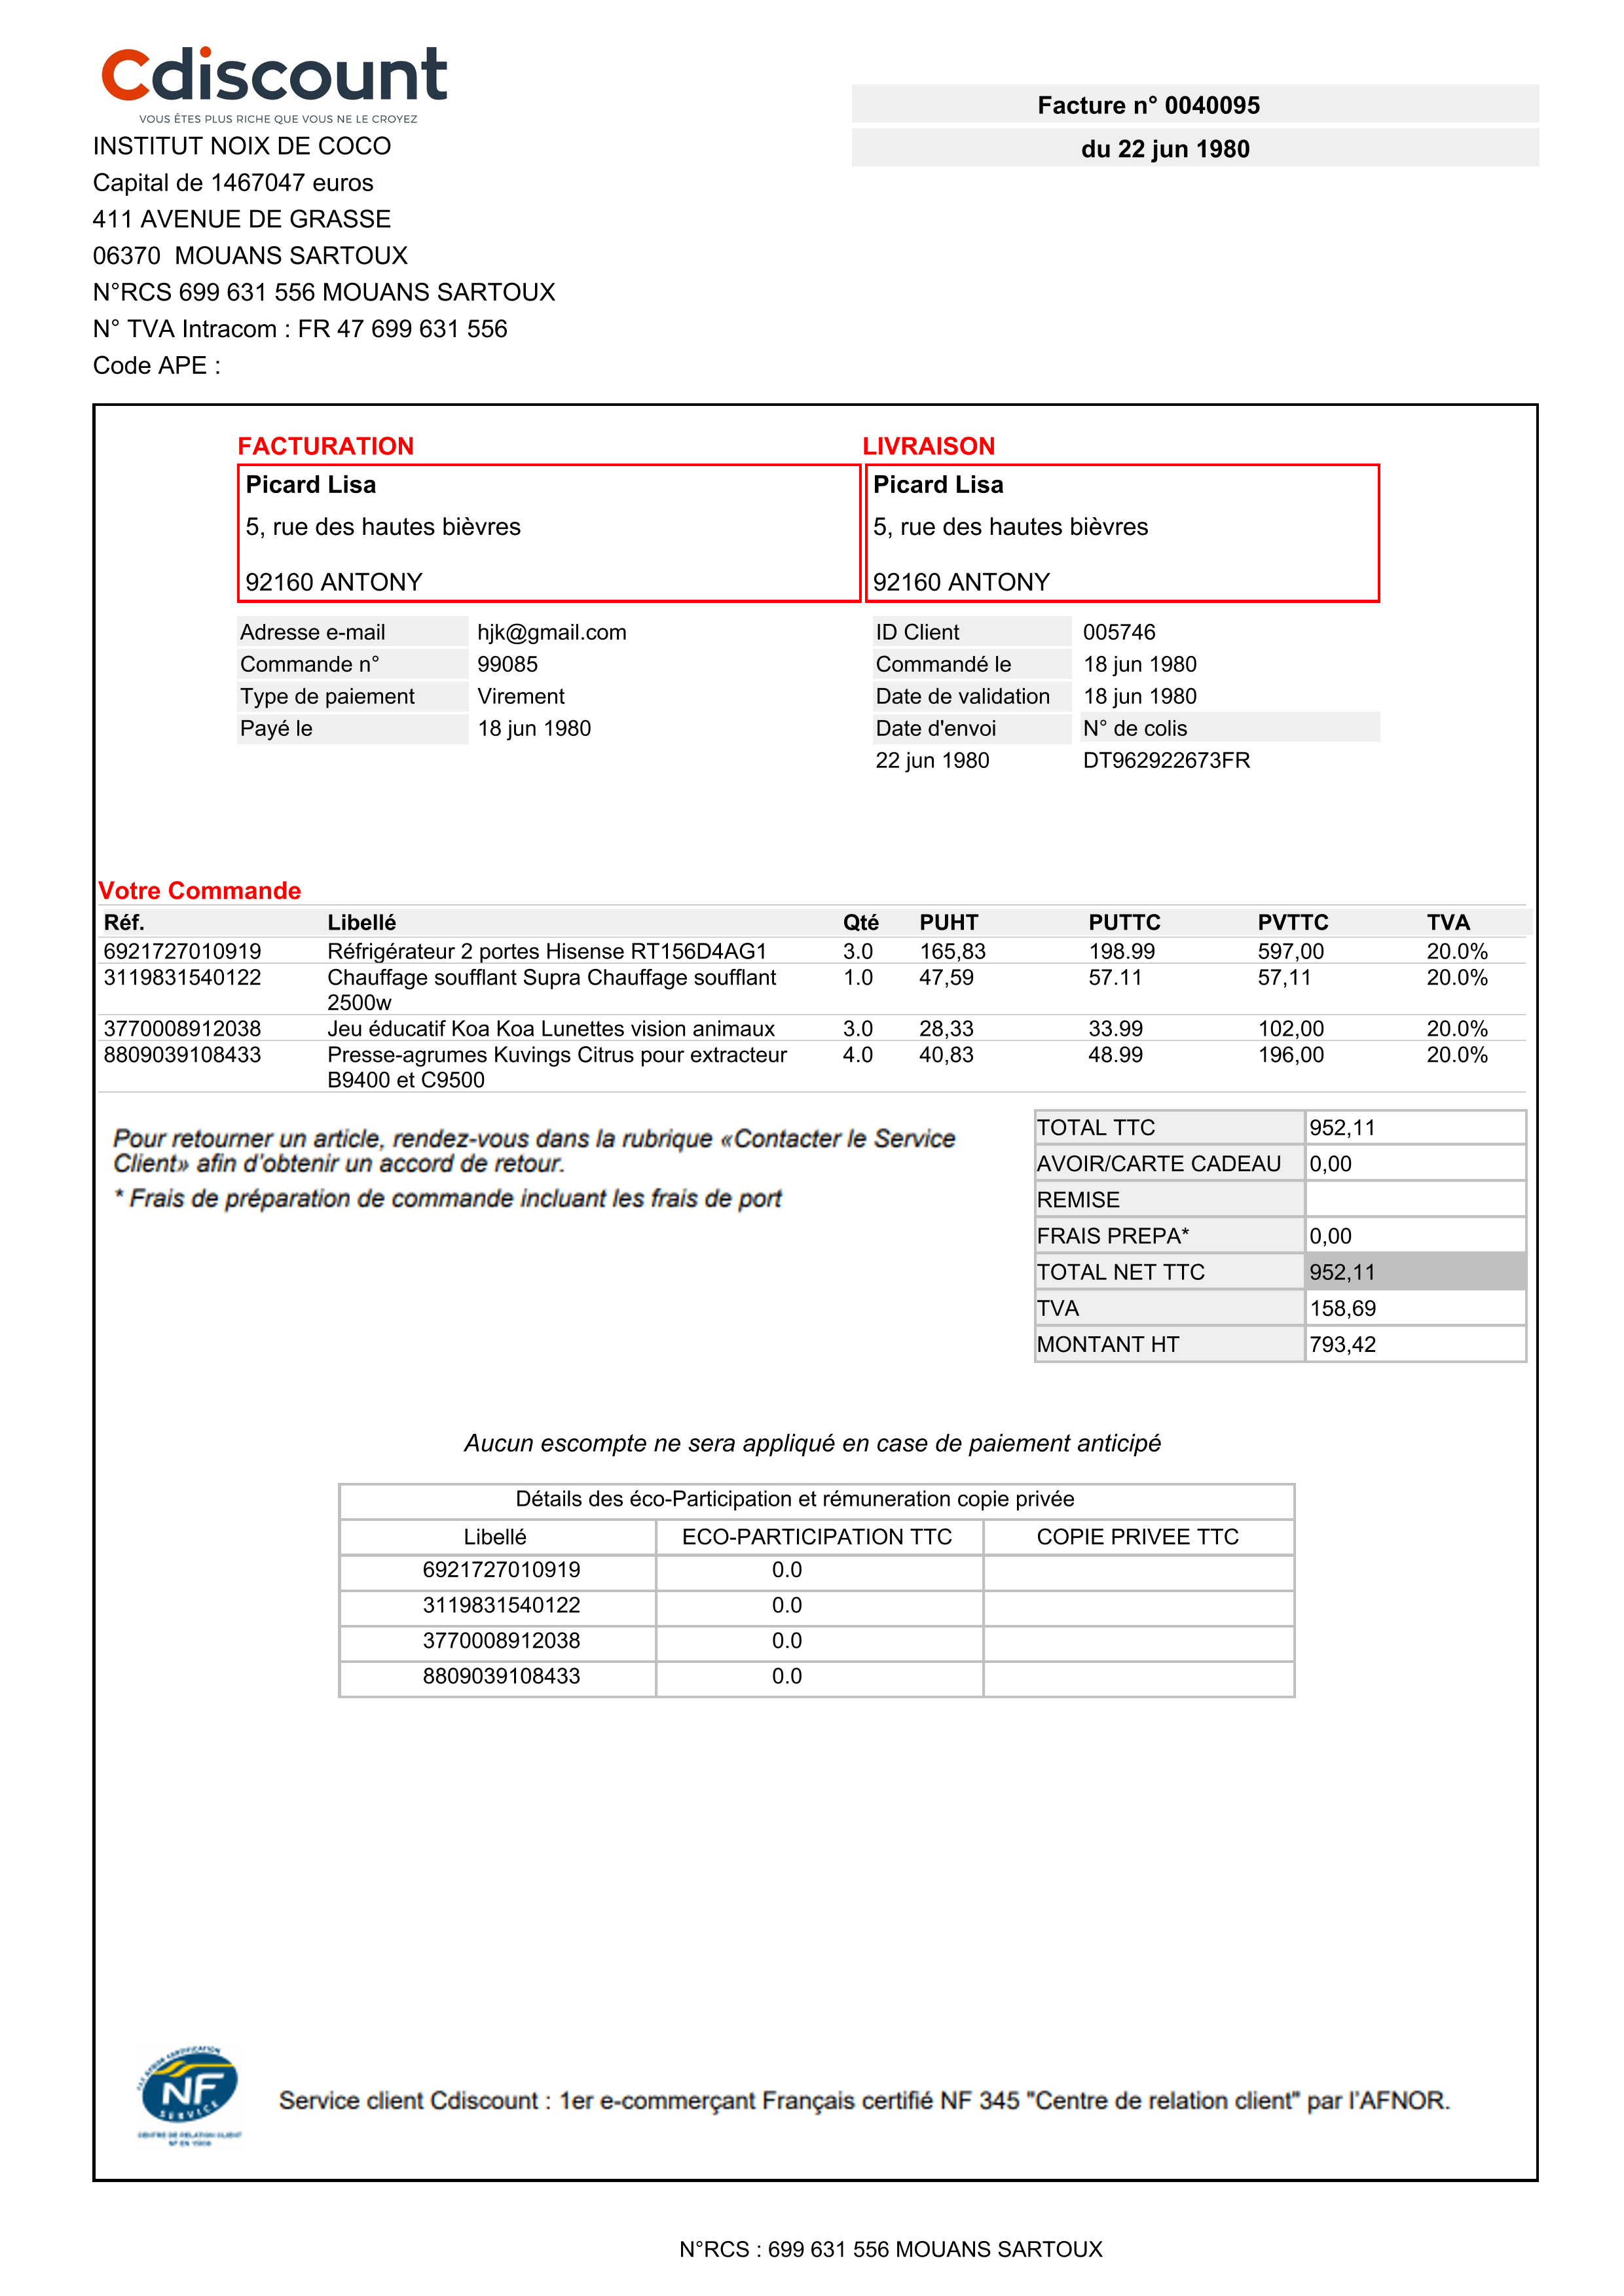 Cdiscount
VOUS ÊTES PLUS RICHE QUE VOUS NE LE CROYEZ
INSTITUT NOIX DE COCO
Capital de 1467047 euros
411 AVENUE DE GRASSE
06370 MOUANS SARTOUX
N°RCS 699 631 556 MOUANS SARTOUX
N° TVA Intracom : FR 47 699 631 556
Code APE :
Facture n° 0040095
du 22 jun 1980
FACTURATION
Picard Lisa
5, rue des hautes bièvres
92160 ANTONY
LIVRAISON
Picard Lisa
5, rue des hautes bièvres
92160 ANTONY
Adresse e-mail hjk@gmail.com
Commande n° 99085
Type de paiement Virement
Payé le 18 jun 1980
ID Client 005746
Commandé le 18 jun 1980
Date de validation 18 jun 1980
Date d'envoi N° de colis
22 jun 1980 DT962922673FR
Votre Commande
Réf. Libellé Qté PUHT PUTTC PVTTC TVA
6921727010919 Réfrigérateur 2 portes Hisense RT156D4AG1 3.0 165,83 198.99 597,00 20.0%
3119831540122 Chauffage soufflant Supra Chauffage soufflant 1.0 47,59 57.11 57,11 20.0%
2500w
3770008912038 Jeu éducatif Koa Koa Lunettes vision animaux 3.0 28,33 33.99 102,00 20.0%
8809039108433 Presse-agrumes Kuvings Citrus pour extracteur 4.0 40,83 48.99 196,00 20.0%
B9400 et C9500
Pour retourner un article, rendez-vous dans la rubrique «Contacter le Service
Client» afin d'obtenir un accord de retour.
* Frais de préparation de commande incluant les frais de port
TOTAL TTC 952,11
AVOIR/CARTE CADEAU 0,00
REMISE
FRAIS PREPA* 0,00
TOTAL NET TTC 952,11
TVA 158,69
MONTANT HT 793,42
Aucun escompte ne sera appliqué en case de paiement anticipé
Détails des éco-Participation et rémuneration copie privée
Libellé ECO-PARTICIPATION TTC COPIE PRIVEE TTC
6921727010919 0.0
3119831540122 0.0
3770008912038 0.0
8809039108433 0.0
NF
SERVICE
CENTRE DE RELATION CLIENT
Service client Cdiscount : 1er e-commerçant Français certifié NF 345 "Centre de relation client" par l'AFNOR.
N°RCS : 699 631 556 MOUANS SARTOUX